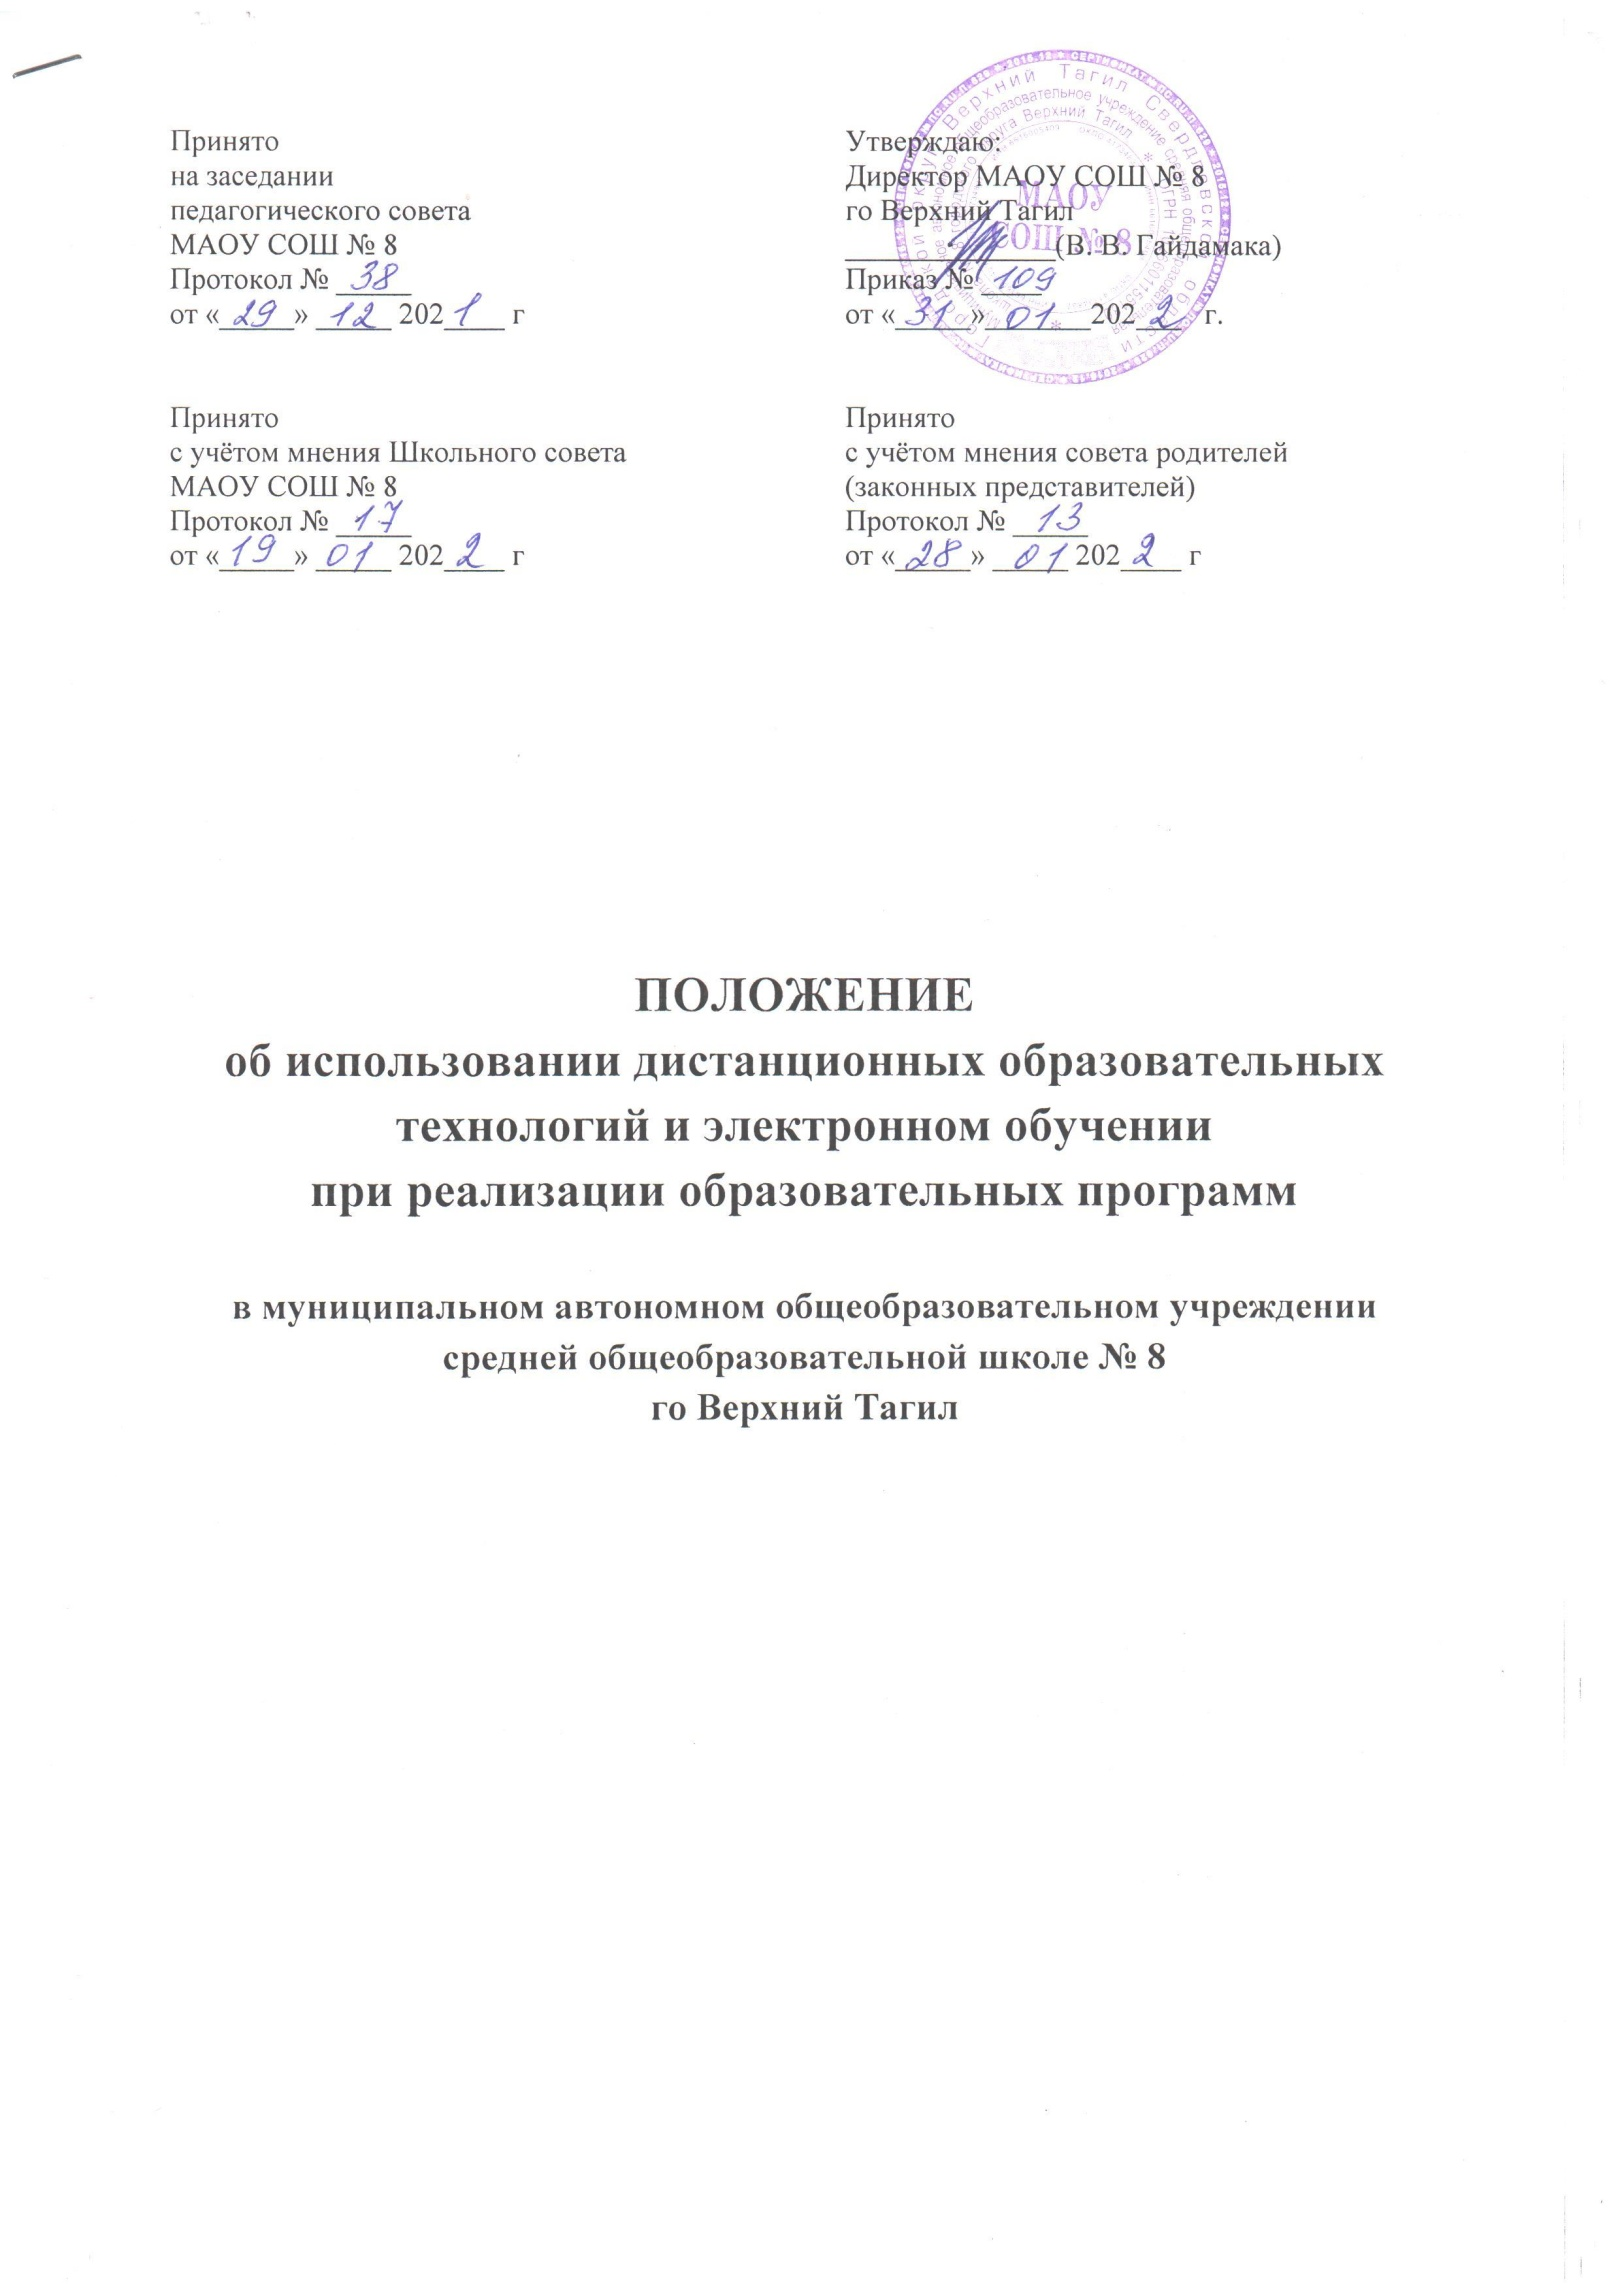 Принято
на заседании
педагогического совета
МАОУ СОШ № 8
Протокол № 38
от «29» 12 2021 г
Утверждаю:
Директор МАОУ СОШ № 8
го Верхний Тагил
(В. В. Гайдамака)
Приказ № 109
от «31» 01 2022 г.
МАОУ
СОШ № 8
Принято
с учётом мнения Школьного совета
МАОУ СОШ № 8
Протокол № 17
от «19» 01 2022 г
Принято
с учётом мнения совета родителей
(законных представителей)
Протокол № 13
от «28» 01 2022 г
ПОЛОЖЕНИЕ
об использовании дистанционных образовательных
технологий и электронном обучении
при реализации образовательных программ
в муниципальном автономном общеобразовательном учреждении
средней общеобразовательной школе № 8
го Верхний Тагил